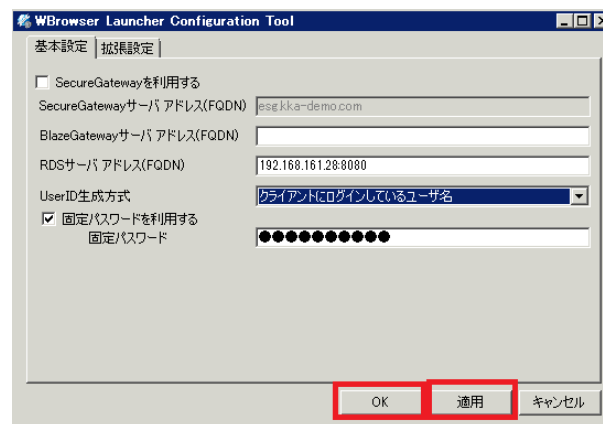 WBrowser Launcher Configuration Tool
基本設定 拡張設定
SecureGatewayを利用する
SecureGatewayサーバ アドレス(FQDN) esg.kka-demo.com
BlazeGatewayサーバ アドレス(FQDN)
RDSサーバ アドレス(FQDN) 192.168.161.28:8080
UserID生成方式 クライアントにログインしているユーザ名
固定パスワードを利用する
固定パスワード ●●●●●●●●●●
OK 適用 キャンセル